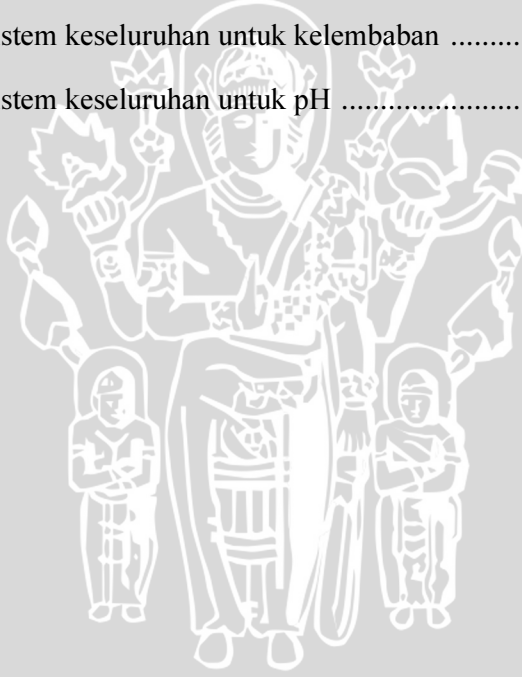 stem keseluruhan untuk kelembaban .........
stem keseluruhan untuk pH ......................